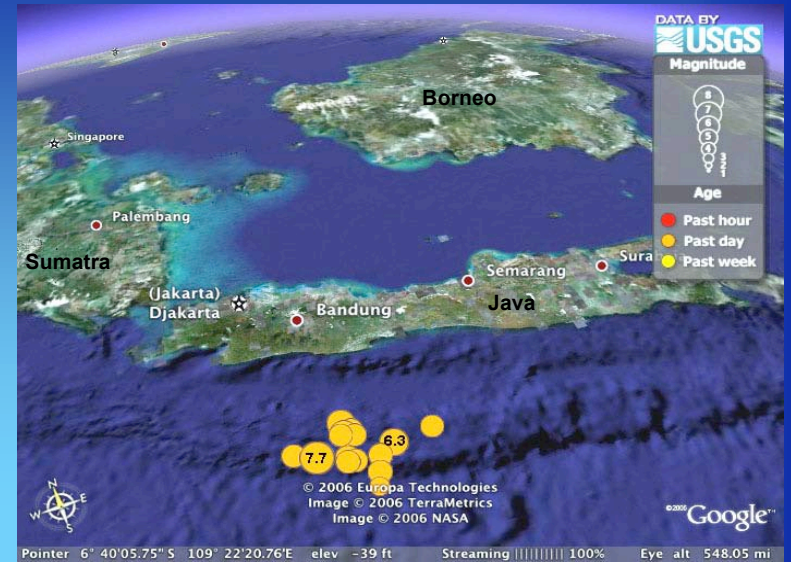 DATA BY
USGS
Magnitude
8
7
6
5
4
3
2
1
Age
Past hour
Past day
Past week
Borneo
Singapore
Palembang
Sumatra
(Jakarta)
Djakarta
Bandung
Semarang
Java
7.7
6.3
N
W E
S
© 2006 Europa Technologies
Image © 2006 TerraMetrics
Image © 2006 NASA
©2006 Google™
Pointer 6° 40'05.75" S 109° 22'20.76"E elev -39 ft Streaming ||||||||| 100% Eye alt 548.05 mi